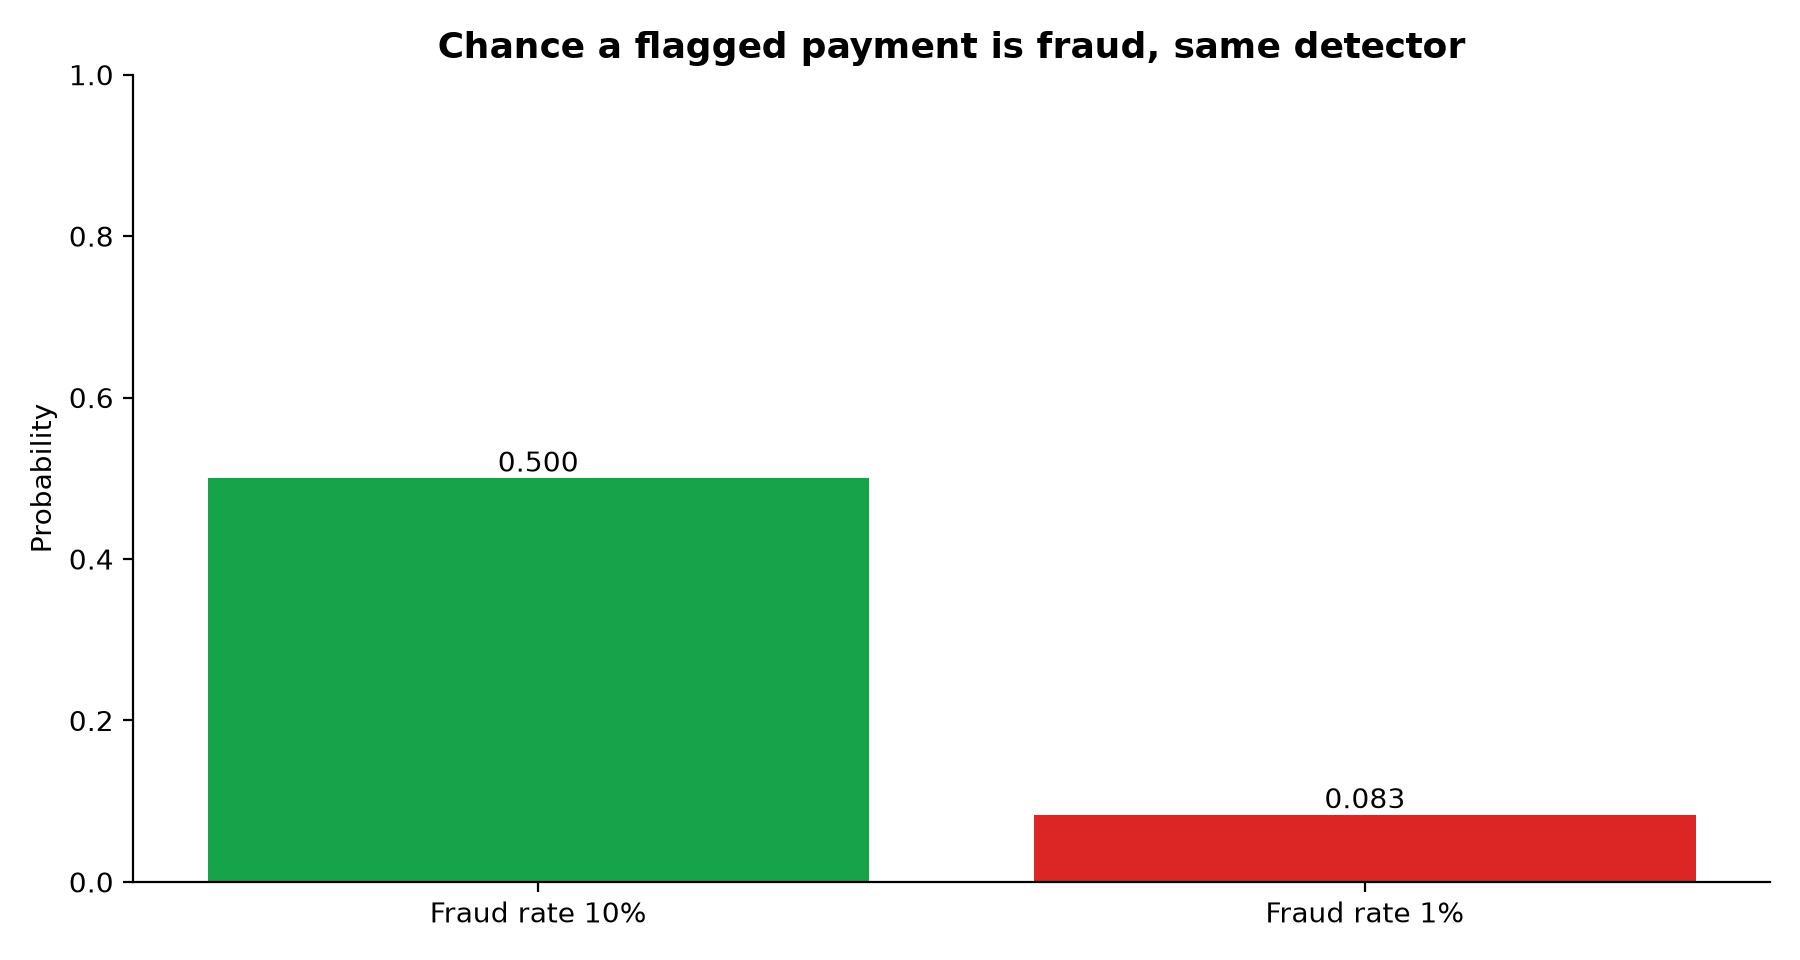 Chance a flagged payment is fraud, same detector
Probability
1.0
0.8
0.6
0.4
0.2
0.0
0.500
0.083
Fraud rate 10%
Fraud rate 1%